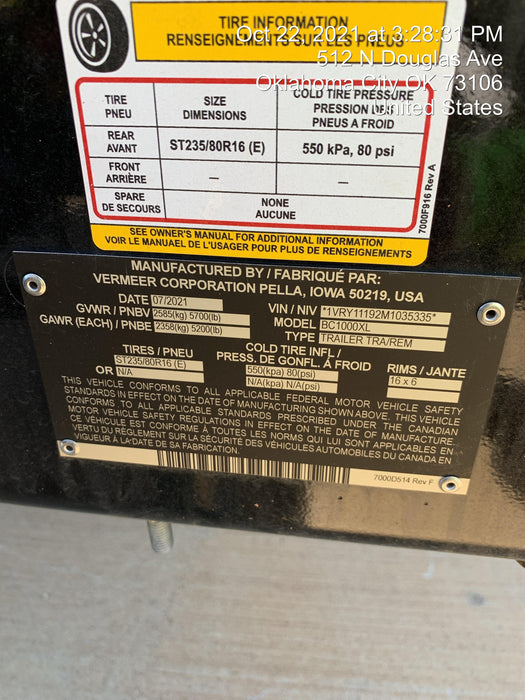 Oct 22, 2021 at 3:28:31 PM
512 N Douglas Ave
Oklahoma City OK 73106
United States
TIRE INFORMATION
RENSEIGNEMENTS SUR LES PNEUS
TIRE PNEU SIZE DIMENSIONS COLD TIRE PRESSURE PRESSION DES PNEUS A FROID
REAR AVANT ST235/80R16 (E) 550 kPa, 80 psi
FRONT ARRIÈRE — —
SPARE DE SECOURS NONE AUCUNE
7000F916 Rev A
SEE OWNER'S MANUAL FOR ADDITIONAL INFORMATION
VOIR LE MANUAEL DE L'USAGER POUR PLUS DE RENSEIGNEMENTS
MANUFACTURED BY / FABRIQUÉ PAR:
VERMEER CORPORATION PELLA, IOWA 50219, USA
DATE 07/2021 VIN / NIV *1VRY11192M1035335*
GVWR / PNBV 2585(kg) 5700(lb) MODEL BC1000XL
GAWR (EACH) / PNBE 2358(kg) 5200(lb) TYPE TRAILER TRA/REM
TIRES / PNEU COLD TIRE INFL / PRESS. DE GONFL. À FROID RIMS / JANTE
ST235/80R16 (E) 550(kpa) 80(psi) 16 x 6
OR N/A N/A(kpa) N/A(psi)
THIS VEHICLE CONFORMS TO ALL APPLICABLE FEDERAL MOTOR VEHICLE SAFETY
STANDARDS IN EFFECT ON THE DATE OF MANUFACTURING SHOWN ABOVE. THIS VEHICLE
CONFORMS TO ALL APPLICABLE STANDARDS PRESCRIBED UNDER THE CANADIAN
MOTOR VEHICLE SAFETY REGULATIONS IN EFFECT ON THE DATE OF MANUFACTURE.
CE VÉHICULE EST CONFORME À TOUTES LES NORMES QUI LUI SONT APPLICABLES EN
VERTU DU RÈGLEMENT SUR LA SÉCURITÉ DES VÉHICULES AUTOMOBILES DU CANADA EN
VIGUEUR À LA DATE DE SA FABRICATION.
7000D514 Rev F